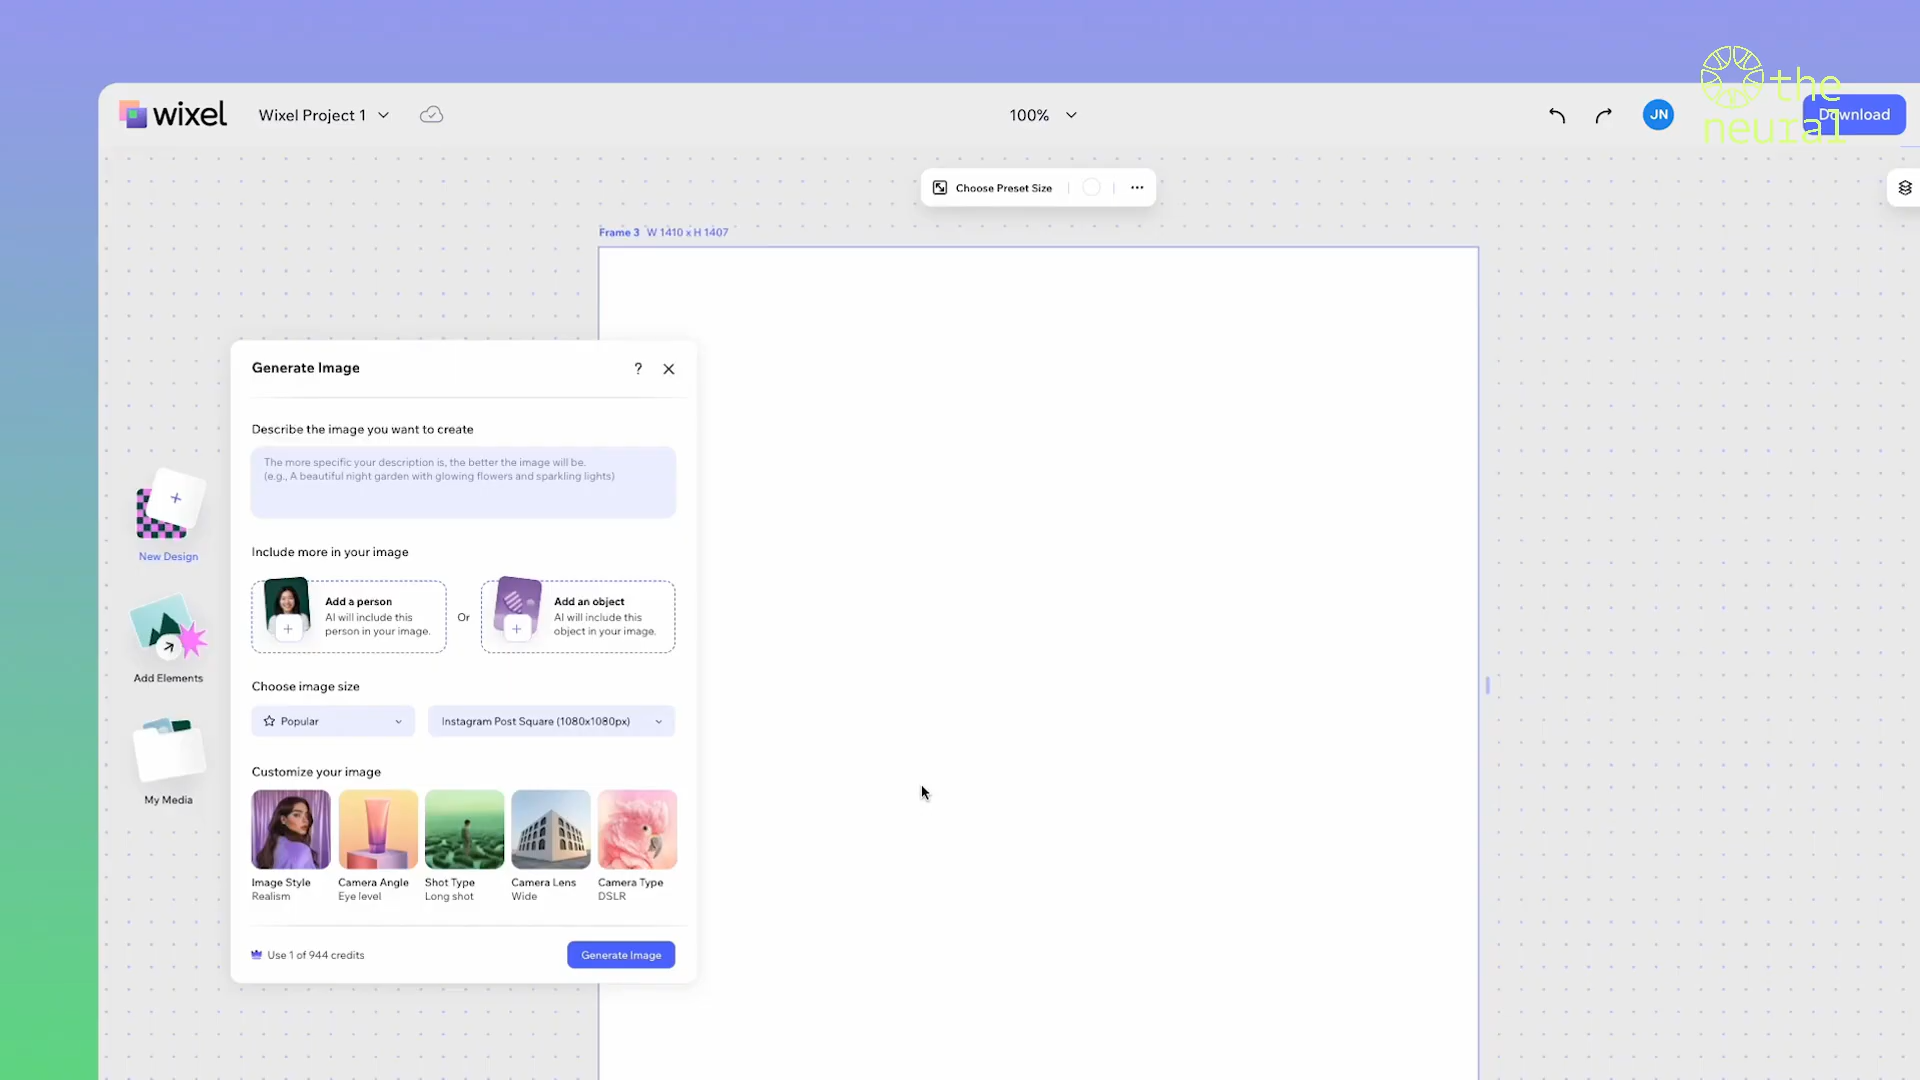 wixel
Wixel Project 1
100%
JN
Download
the
neural
Choose Preset Size
Frame 3 W 1410 x H 1407
Generate Image
?
Describe the image you want to create
The more specific your description is, the better the image will be.
(e.g., A beautiful night garden with glowing flowers and sparkling lights)
New Design
Include more in your image
Add a person
AI will include this
person in your image.
Or
Add an object
AI will include this
object in your image.
Add Elements
Choose image size
Popular
Instagram Post Square (1080x1080px)
My Media
Customize your image
Image Style
Realism
Camera Angle
Eye level
Shot Type
Long shot
Camera Lens
Wide
Camera Type
DSLR
Use 1 of 944 credits
Generate Image